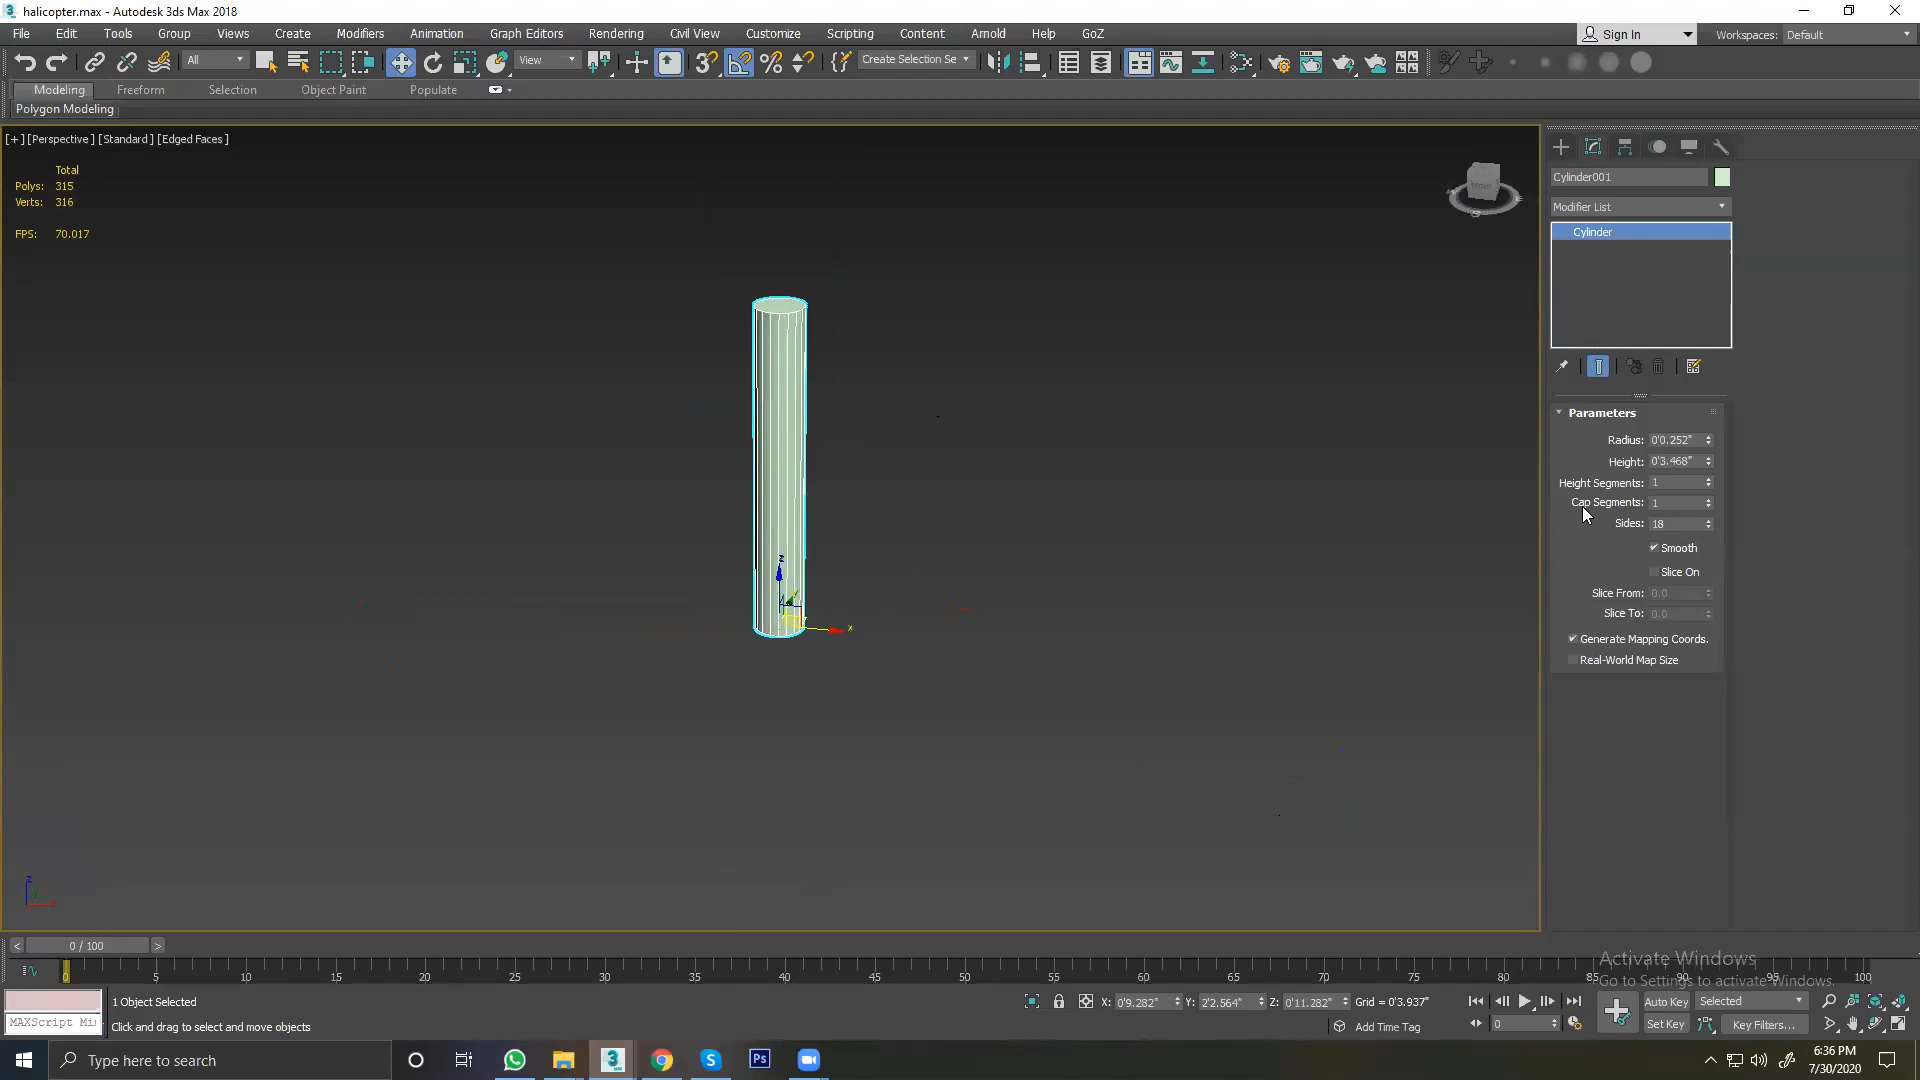 halicopter.max - Autodesk 3ds Max 2018
File Edit Tools Group Views Create Modifiers Animation Graph Editors Rendering Civil View Customize Scripting Content Arnold Help GoZ
Sign In Workspaces: Default
All View Create Selection Se
Modeling Freeform Selection Object Paint Populate
Polygon Modeling
[+] [Perspective ] [Standard ] [Edged Faces ]
Total
Polys: 315
Verts: 316
FPS: 70.017
Cylinder001
Modifier List
Cylinder
Parameters
Radius: 0'0.252"
Height: 0'3.468"
Height Segments: 1
Cap Segments: 1
Sides: 18
Smooth
Slice On
Slice From: 0.0
Slice To: 0.0
Generate Mapping Coords.
Real-World Map Size
z
x
z
< 0 / 100 >
0 5 10 15 20 25 30 35 40 45 50 55 60 65 70 75 80 85 90 95 100
Activate Windows
Go to Settings to activate Windows.
1 Object Selected
X: 0'9.282" Y: 2'2.564" Z: 0'11.282" Grid = 0'3.937"
Auto Key Selected
MAXScript Mi
Click and drag to select and move objects
Add Time Tag
0
Set Key Key Filters...
Type here to search
Ps
6:36 PM
7/30/2020